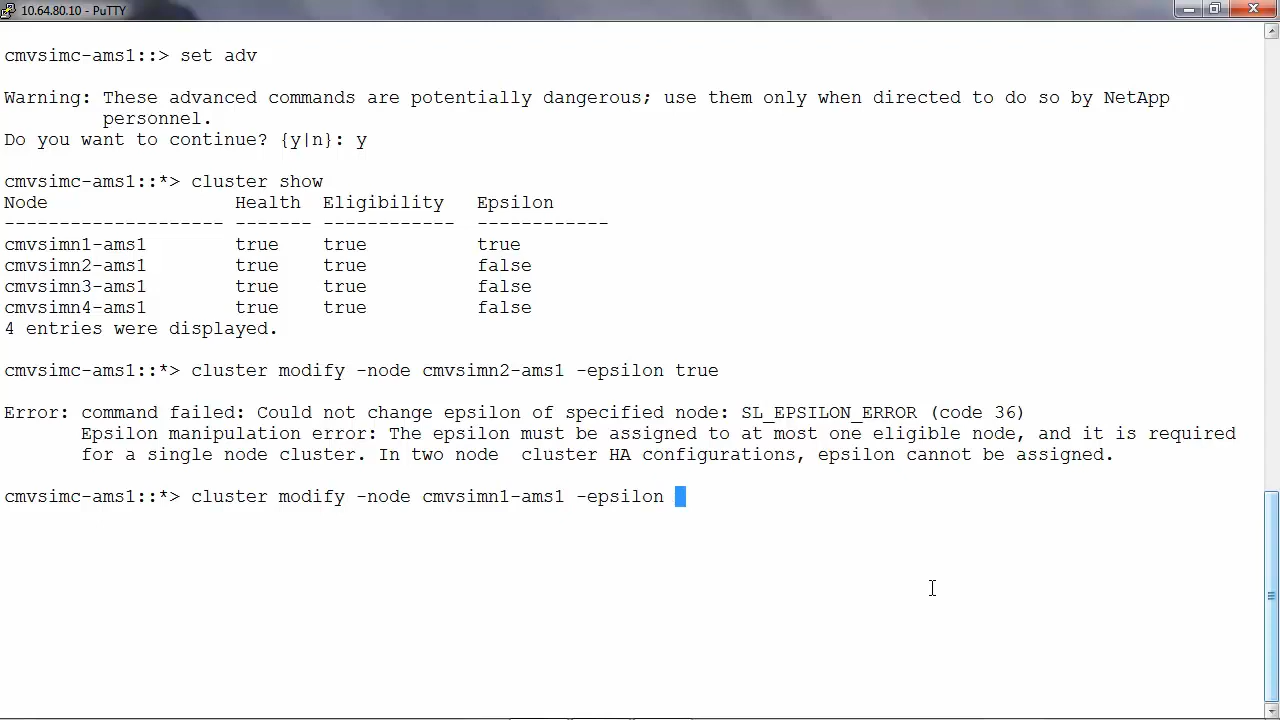 10.64.80.10 - PuTTY
cmvsimc-ams1::> set adv
Warning: These advanced commands are potentially dangerous; use them only when directed to do so by NetApp
personnel.
Do you want to continue? {y|n}: y
cmvsimc-ams1::*> cluster show
Node                 Health  Eligibility   Epsilon
-------------------- ------- ------------  ------------
cmvsimn1-ams1        true    true          true
cmvsimn2-ams1        true    true          false
cmvsimn3-ams1        true    true          false
cmvsimn4-ams1        true    true          false
4 entries were displayed.
cmvsimc-ams1::*> cluster modify -node cmvsimn2-ams1 -epsilon true
Error: command failed: Could not change epsilon of specified node: SL_EPSILON_ERROR (code 36)
Epsilon manipulation error: The epsilon must be assigned to at most one eligible node, and it is required
for a single node cluster. In two node  cluster HA configurations, epsilon cannot be assigned.
cmvsimc-ams1::*> cluster modify -node cmvsimn1-ams1 -epsilon